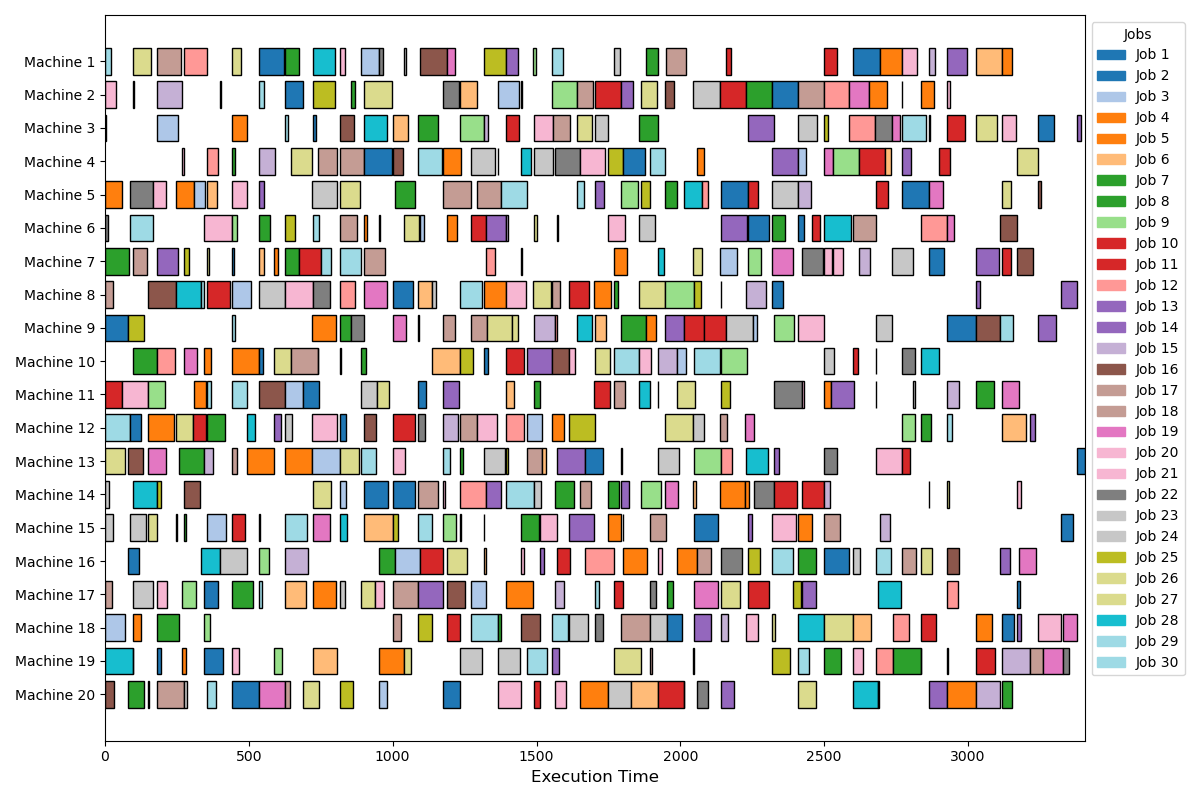 Machine 1
Machine 2
Machine 3
Machine 4
Machine 5
Machine 6
Machine 7
Machine 8
Machine 9
Machine 10
Machine 11
Machine 12
Machine 13
Machine 14
Machine 15
Machine 16
Machine 17
Machine 18
Machine 19
Machine 20
0 500 1000 1500 2000 2500 3000
Execution Time
Jobs
Job 1
Job 2
Job 3
Job 4
Job 5
Job 6
Job 7
Job 8
Job 9
Job 10
Job 11
Job 12
Job 13
Job 14
Job 15
Job 16
Job 17
Job 18
Job 19
Job 20
Job 21
Job 22
Job 23
Job 24
Job 25
Job 26
Job 27
Job 28
Job 29
Job 30